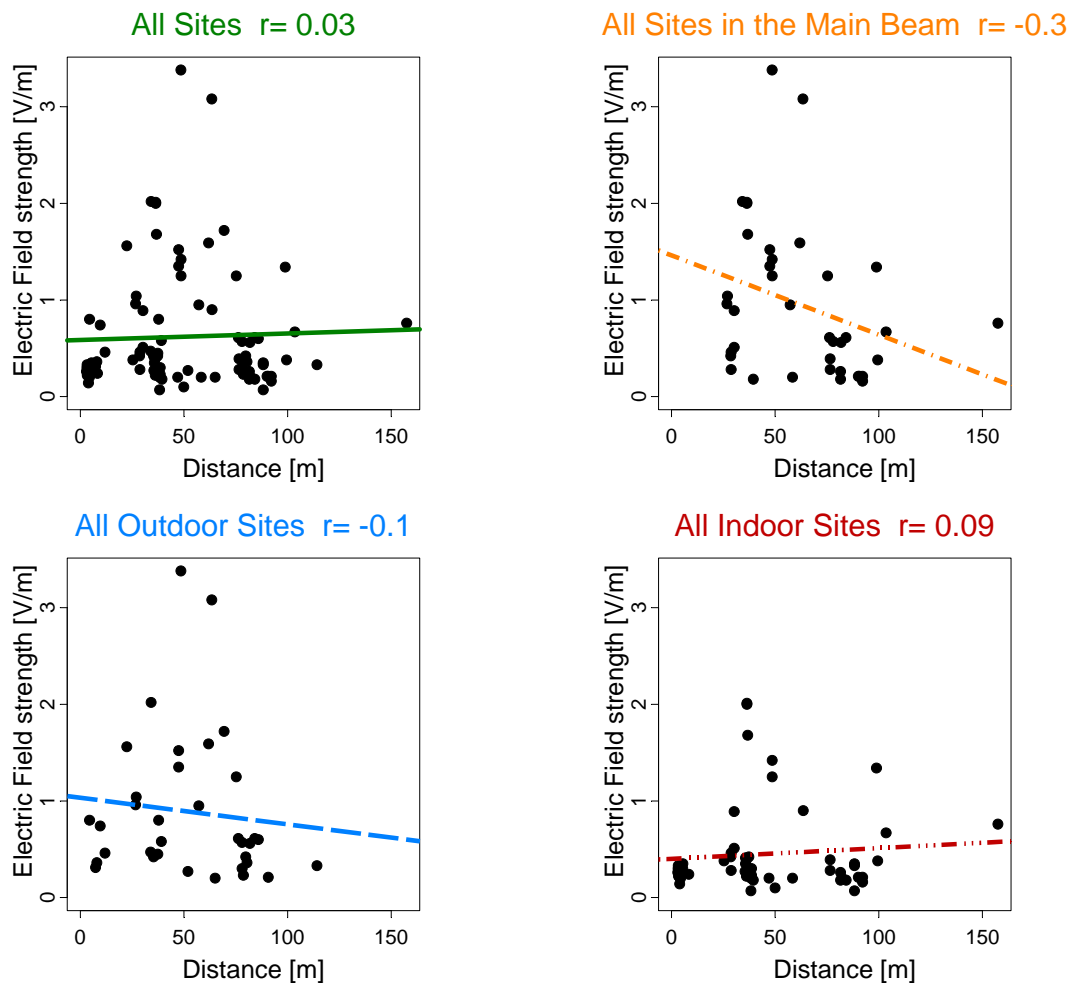 All Sites  r= 0.03
Electric Field strength [V/m]
3
2
1
0
0 50 100 150
Distance [m]
All Sites in the Main Beam  r= -0.3
Electric Field strength [V/m]
3
2
1
0
0 50 100 150
Distance [m]
All Outdoor Sites  r= -0.1
Electric Field strength [V/m]
3
2
1
0
0 50 100 150
Distance [m]
All Indoor Sites  r= 0.09
Electric Field strength [V/m]
3
2
1
0
0 50 100 150
Distance [m]